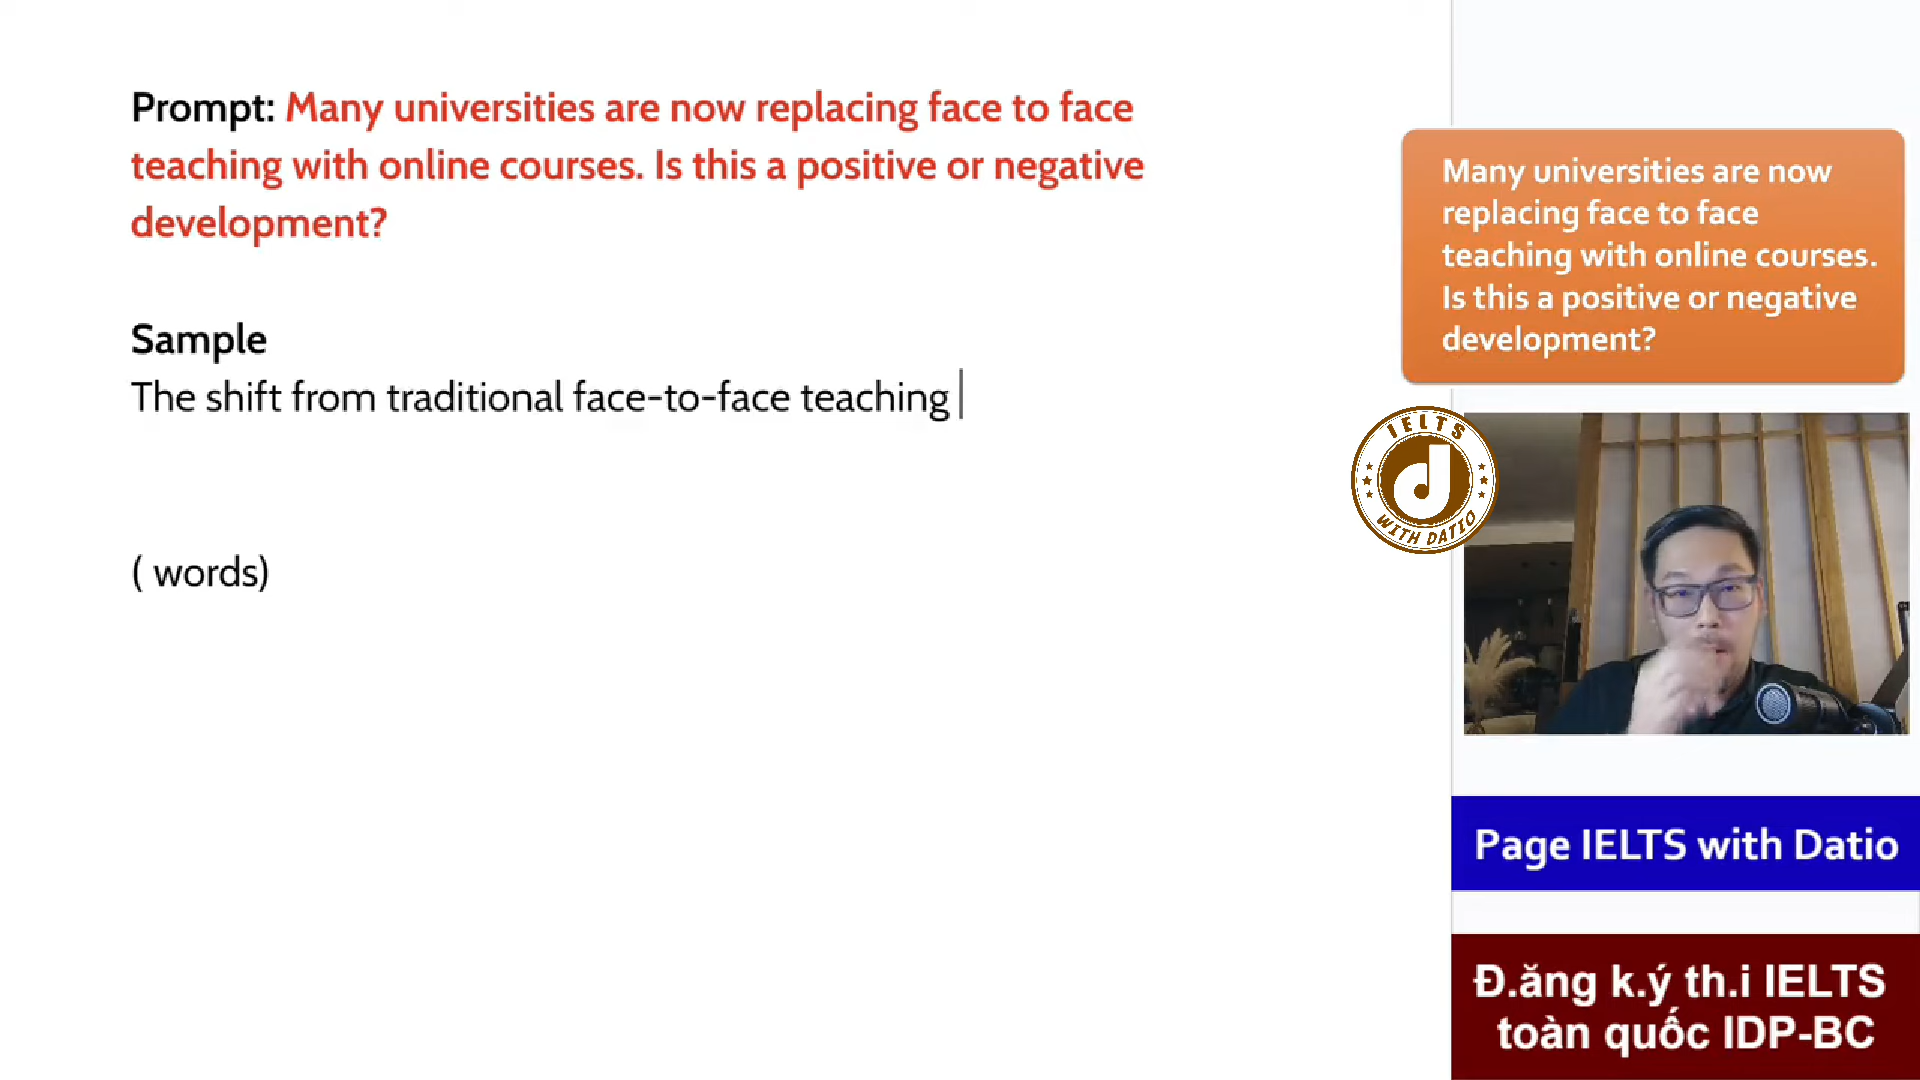 Prompt: Many universities are now replacing face to face
teaching with online courses. Is this a positive or negative
development?
Sample
The shift from traditional face-to-face teaching
( words)
Many universities are now
replacing face to face
teaching with online courses.
Is this a positive or negative
development?
IELTS
WITH DATIO
Page IELTS with Datio
Đ.ăng k.ý th.i IELTS
toàn quốc IDP-BC